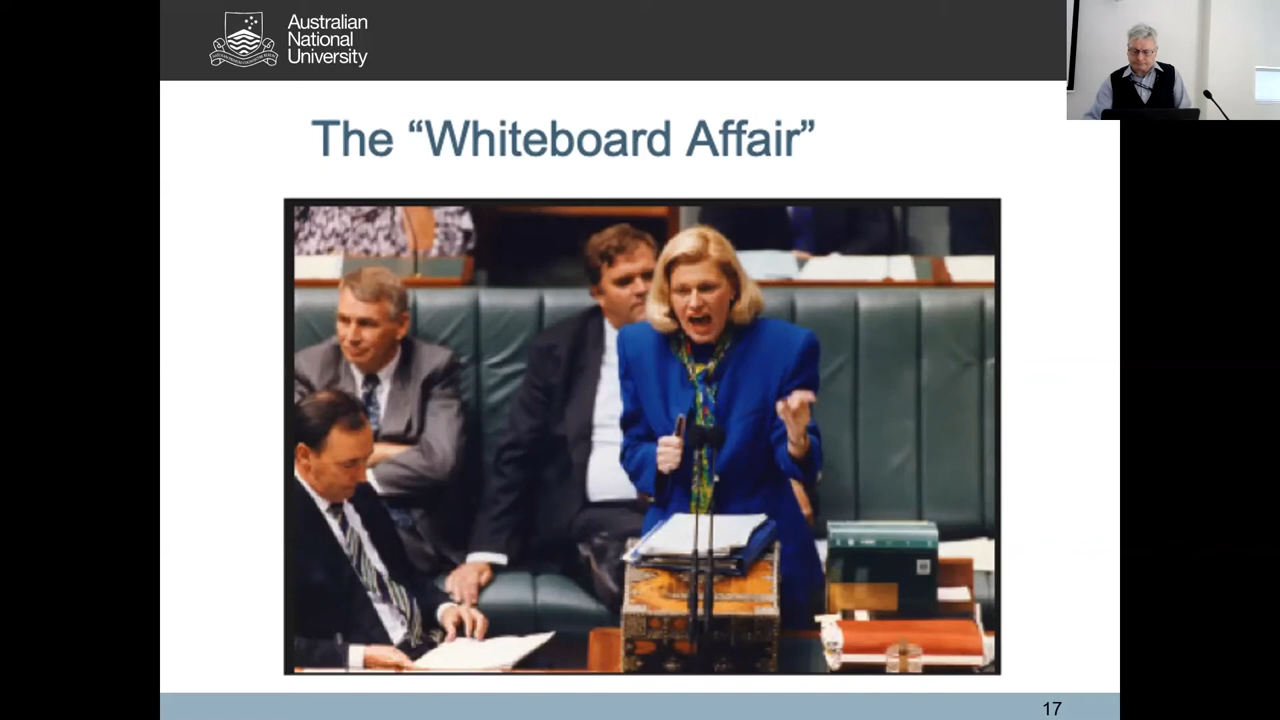 Australian
National
University
The “Whiteboard Affair”
17